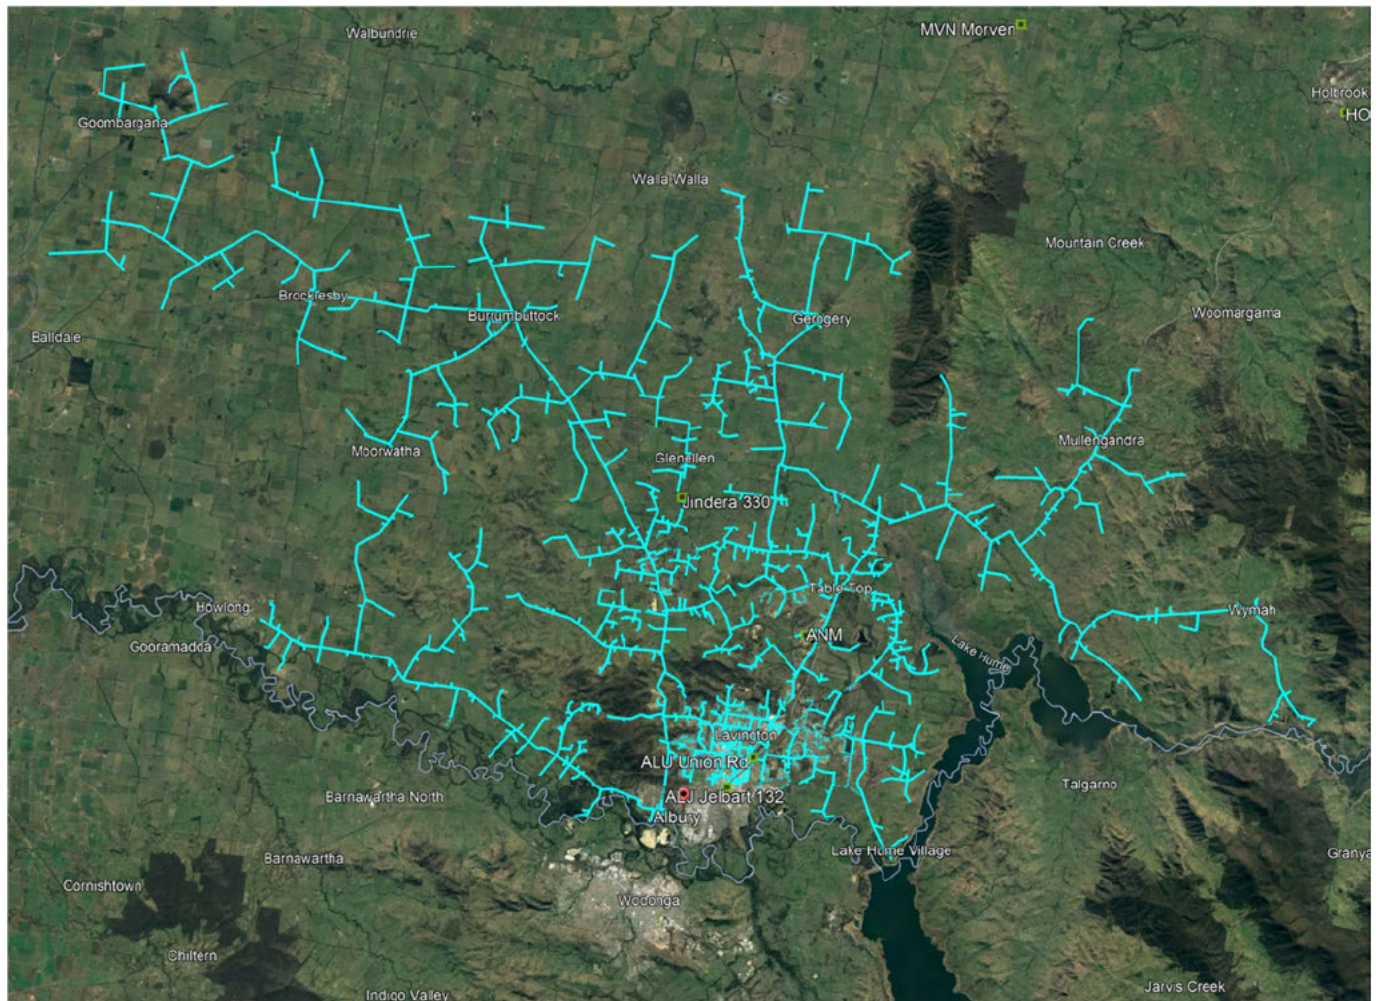 MVN Morven
Walbundrie
Holbrook
HO
Goombargana
Walla Walla
Mountain Creek
Brocklesby
Burrumbuttock
Gerogery
Woomargama
Balldale
Mullengandra
Moorwatha
Glenellen
Jindera 330
Table Top
Howlong
Wymah
ANM
Gooramadda
Lake Hume
Lavington
ALU Union Rd
Talgarno
Barnawartha North
ALJ Jelbart 132
Albury
Lake Hume Village
Barnawartha
Granya
Cornishtown
Wodonga
Chiltern
Jarvis Creek
Indigo Valley